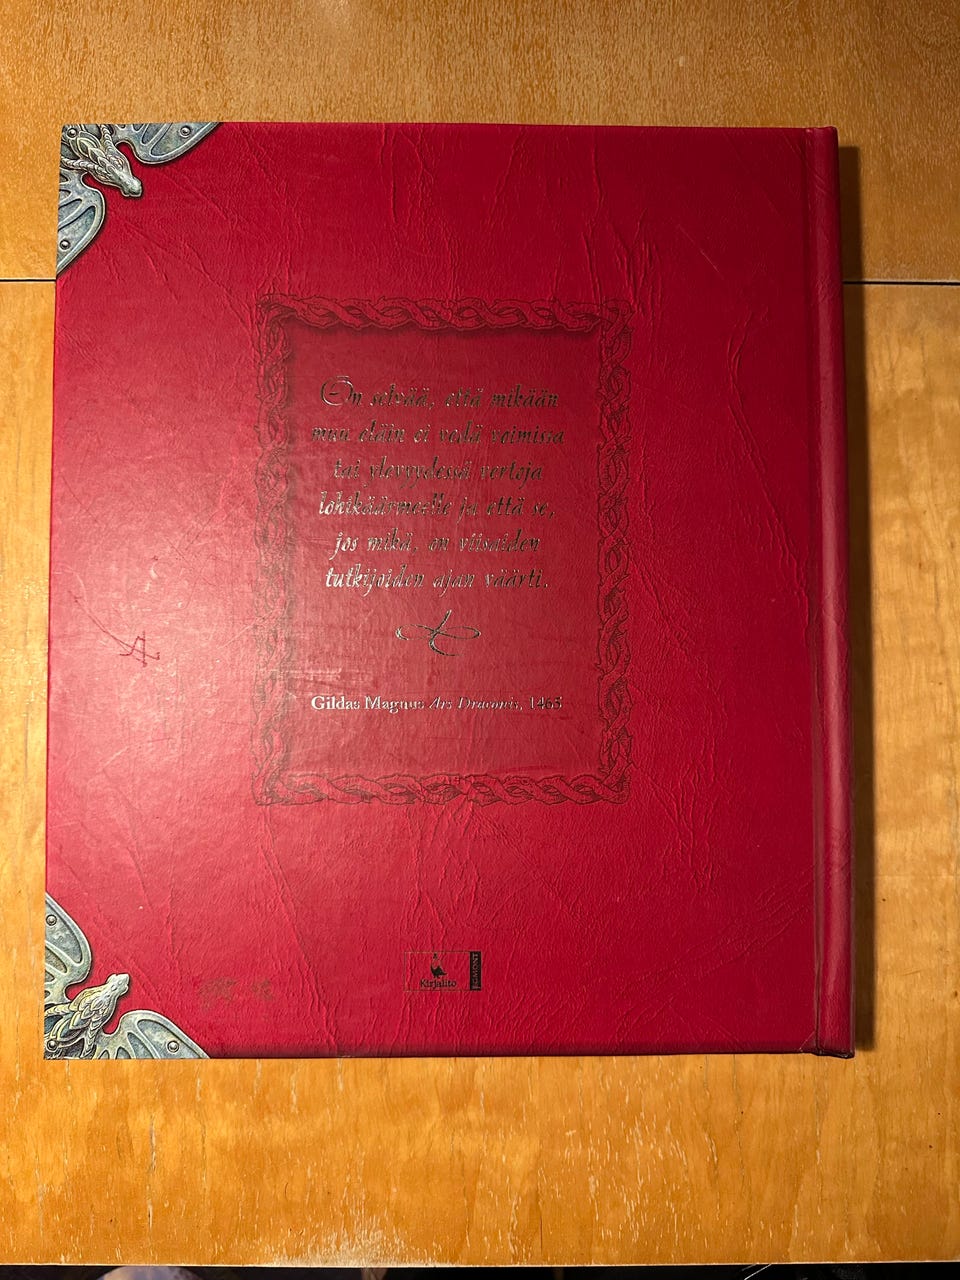 On selvää, että mikään
muu eläin ei vedä voimissa
tai ylevyydessä vertoja
lohikäärmeelle ja että se,
jos mikä, on viisaiden
tutkijoiden ajan väärti.
Gildas Magnus Ars Draconis, 1465
Kirjalito
EGMONT